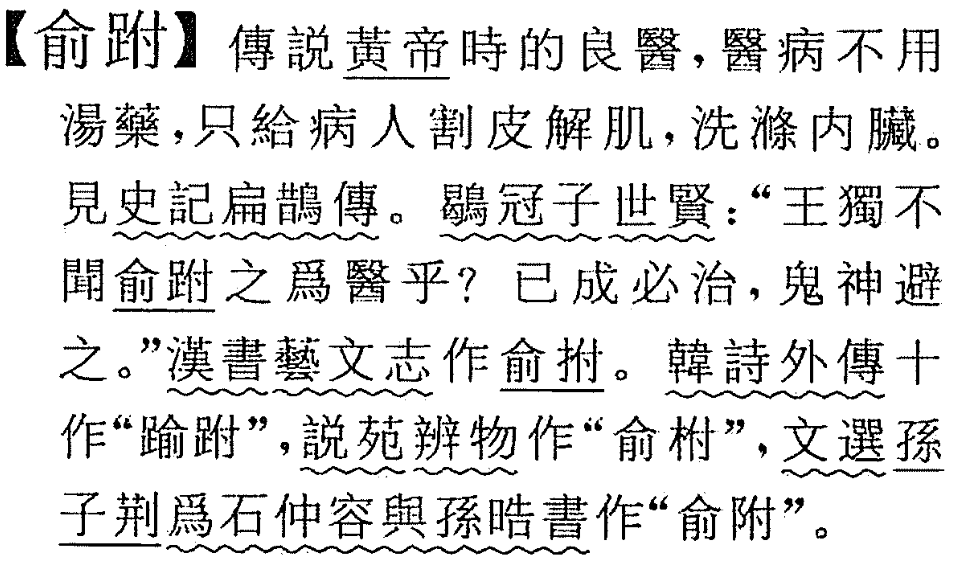 【俞跗】傳説黃帝時的良醫，醫病不用
湯藥，只給病人割皮解肌，洗滌内臟。
見史記扁鵲傳。鶡冠子世賢：“王獨不
聞俞跗之爲醫乎？已成必治，鬼神避
之。”漢書藝文志作俞拊。韓詩外傳十
作“踰跗”，説苑辨物作“俞柎”，文選孫
子荆爲石仲容與孫晧書作“俞附”。